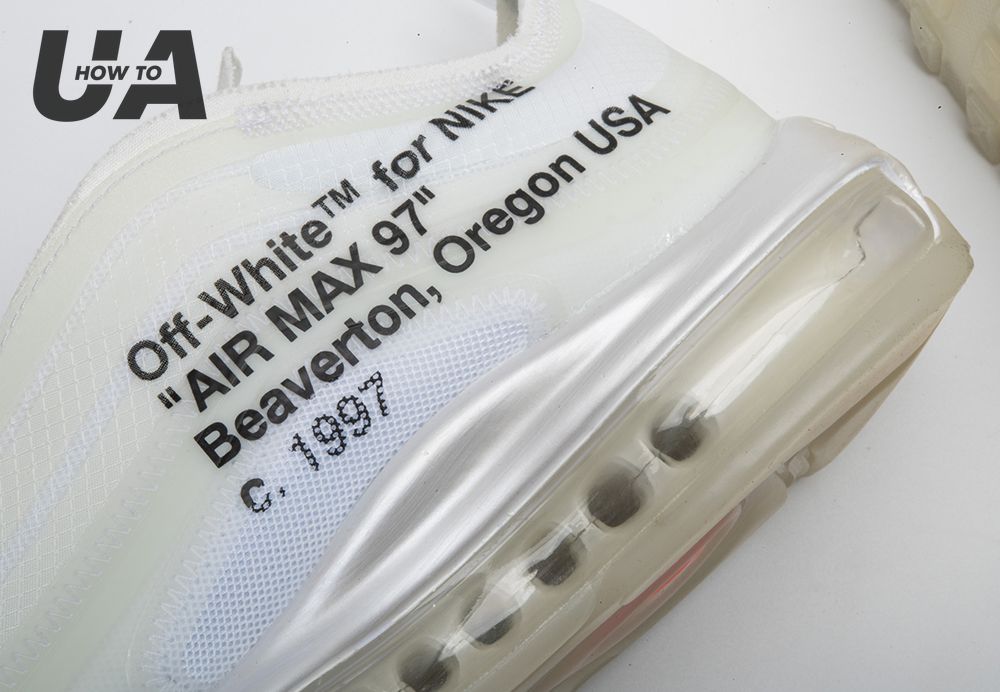 UA
HOW TO
Off-White™ for NIKE
"AIR MAX 97"
Beaverton, Oregon USA
c. 1997